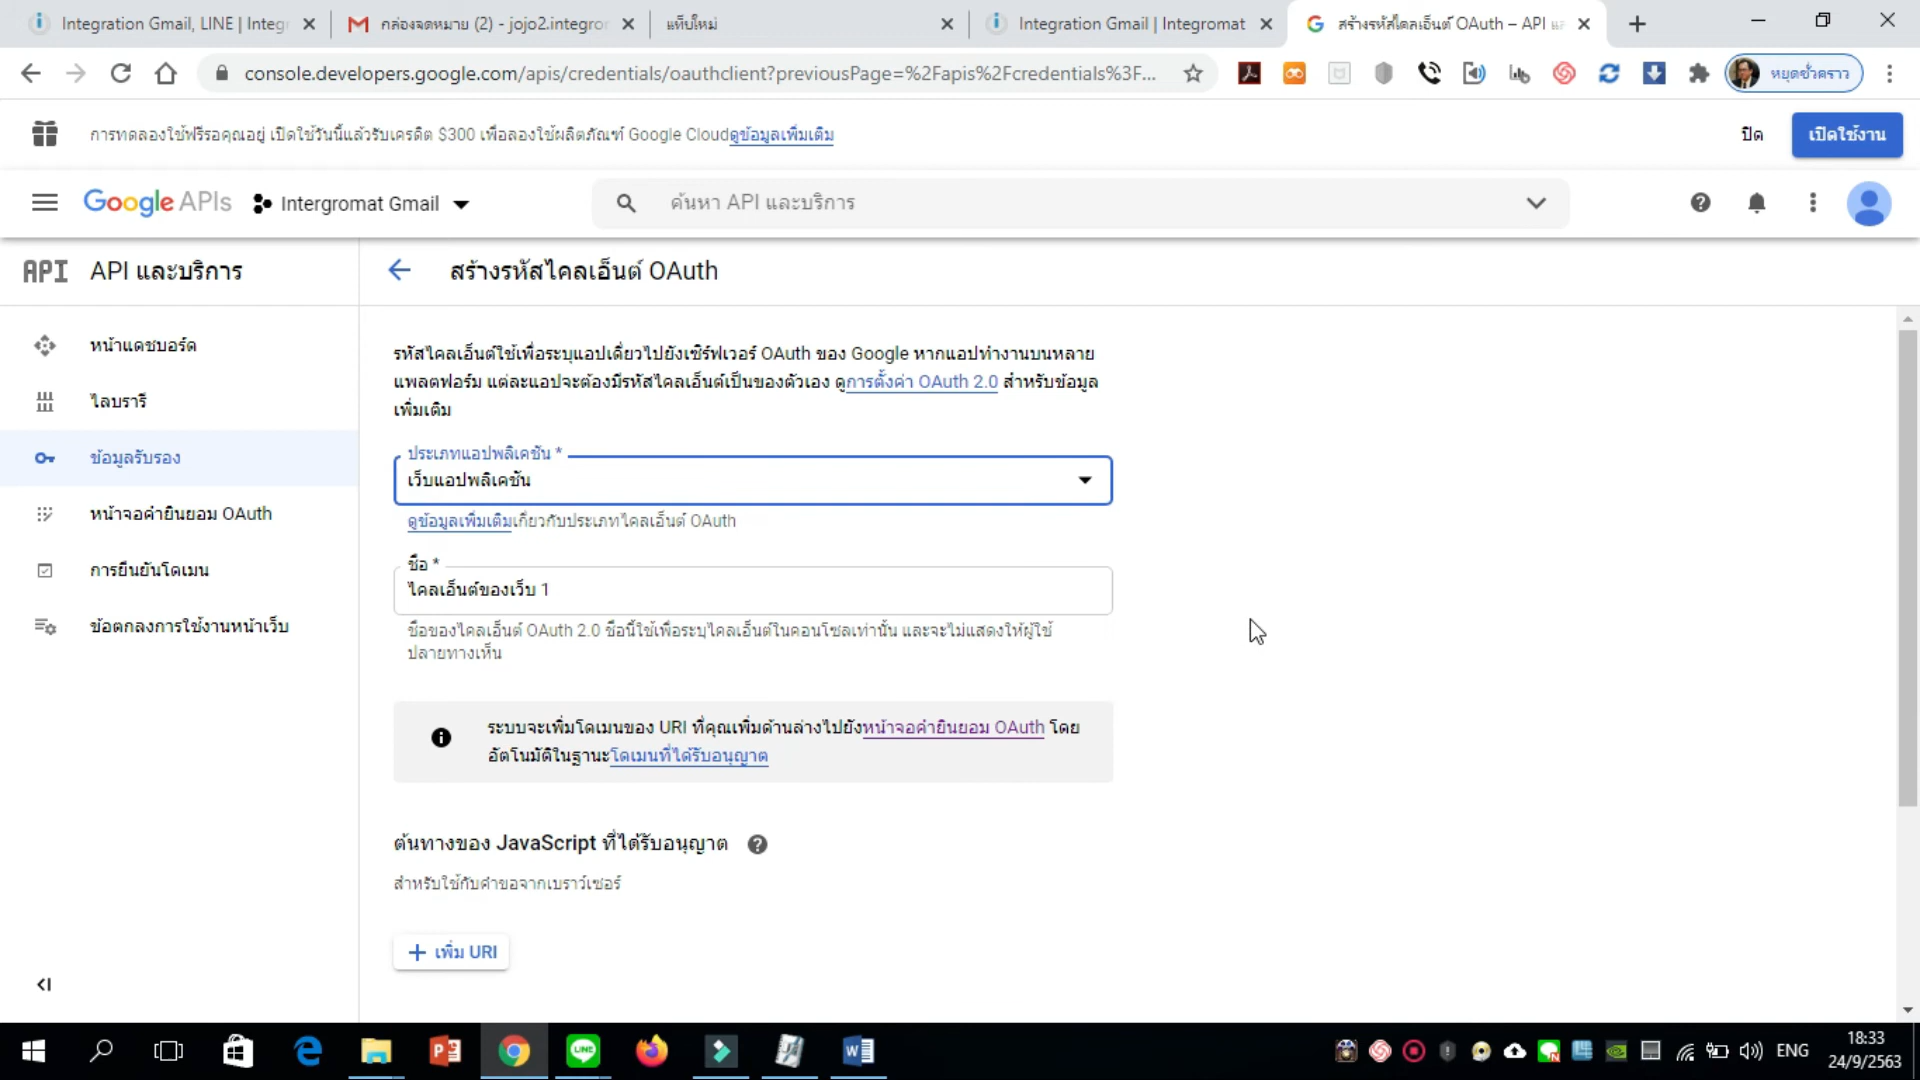 Integration Gmail, LINE | Integr
กล่องจดหมาย (2) - jojo2.integror
แท็บใหม่
Integration Gmail | Integromat
สร้างรหัสไคลเอ็นต์ OAuth – API แล
console.developers.google.com/apis/credentials/oauthclient?previousPage=%2Fapis%2Fcredentials%3F...
หยุดชั่วคราว
การทดลองใช้ฟรีรอคุณอยู่ เปิดใช้วันนี้แล้วรับเครดิต $300 เพื่อลองใช้ผลิตภัณฑ์ Google Cloudดูข้อมูลเพิ่มเติม
ปิด
เปิดใช้งาน
Google APIs
Intergromat Gmail
ค้นหา API และบริการ
API API และบริการ
สร้างรหัสไคลเอ็นต์ OAuth
หน้าแดชบอร์ด
ไลบรารี
ข้อมูลรับรอง
หน้าจอคำยินยอม OAuth
การยืนยันโดเมน
ข้อตกลงการใช้งานหน้าเว็บ
รหัสไคลเอ็นต์ใช้เพื่อระบุแอปเดี่ยวไปยังเซิร์ฟเวอร์ OAuth ของ Google หากแอปทำงานบนหลาย
แพลตฟอร์ม แต่ละแอปจะต้องมีรหัสไคลเอ็นต์เป็นของตัวเอง ดูการตั้งค่า OAuth 2.0 สำหรับข้อมูล
เพิ่มเติม
ประเภทแอปพลิเคชัน *
เว็บแอปพลิเคชัน
ดูข้อมูลเพิ่มเติมเกี่ยวกับประเภทไคลเอ็นต์ OAuth
ชื่อ *
ไคลเอ็นต์ของเว็บ 1
ชื่อของไคลเอ็นต์ OAuth 2.0 ชื่อนี้ใช้เพื่อระบุไคลเอ็นต์ในคอนโซลเท่านั้น และจะไม่แสดงให้ผู้ใช้
ปลายทางเห็น
ระบบจะเพิ่มโดเมนของ URI ที่คุณเพิ่มด้านล่างไปยังหน้าจอคำยินยอม OAuth โดย
อัตโนมัติในฐานะโดเมนที่ได้รับอนุญาต
ต้นทางของ JavaScript ที่ได้รับอนุญาต
สำหรับใช้กับคำขอจากเบราว์เซอร์
เพิ่ม URI
ENG
18:33
24/9/2563